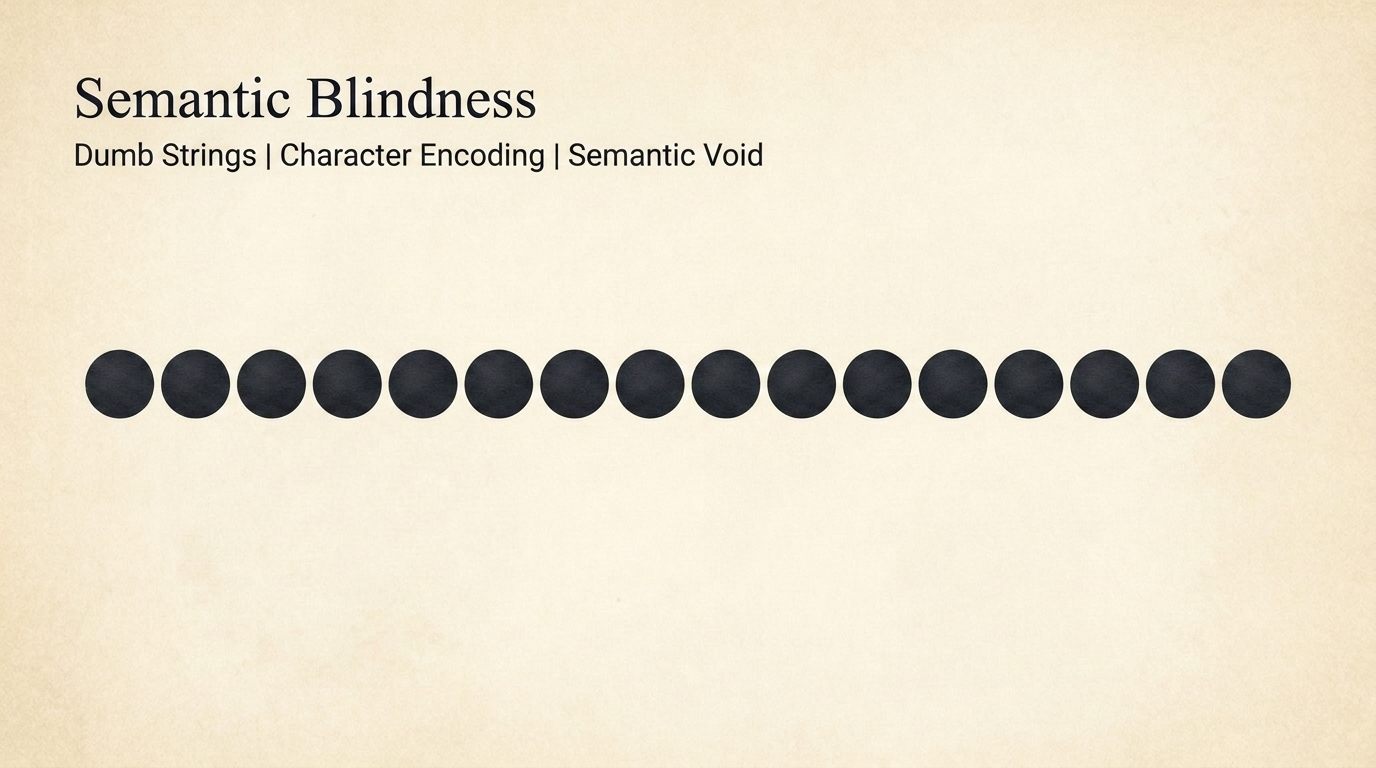 Semantic Blindness
Dumb Strings | Character Encoding | Semantic Void